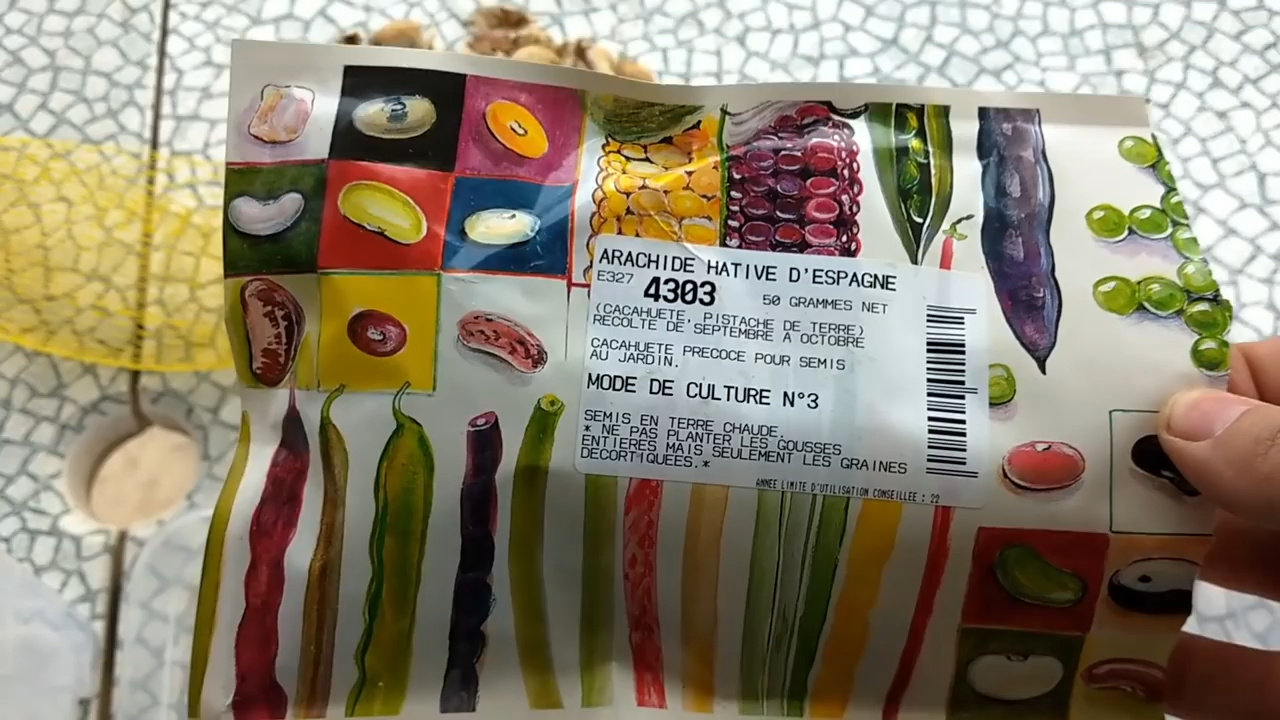 ARACHIDE HATIVE D'ESPAGNE
E327 4303 50 GRAMMES NET
(CACAHUETE, PISTACHE DE TERRE)
RECOLTE DE SEPTEMBRE A OCTOBRE
CACAHUETE PRECOCE POUR SEMIS
AU JARDIN.
MODE DE CULTURE N°3
SEMIS EN TERRE CHAUDE.
* NE PAS PLANTER LES GOUSSES
ENTIERES MAIS SEULEMENT LES GRAINES
DECORTIQUEES.*
ANNEE LIMITE D'UTILISATION CONSEILLEE : 22